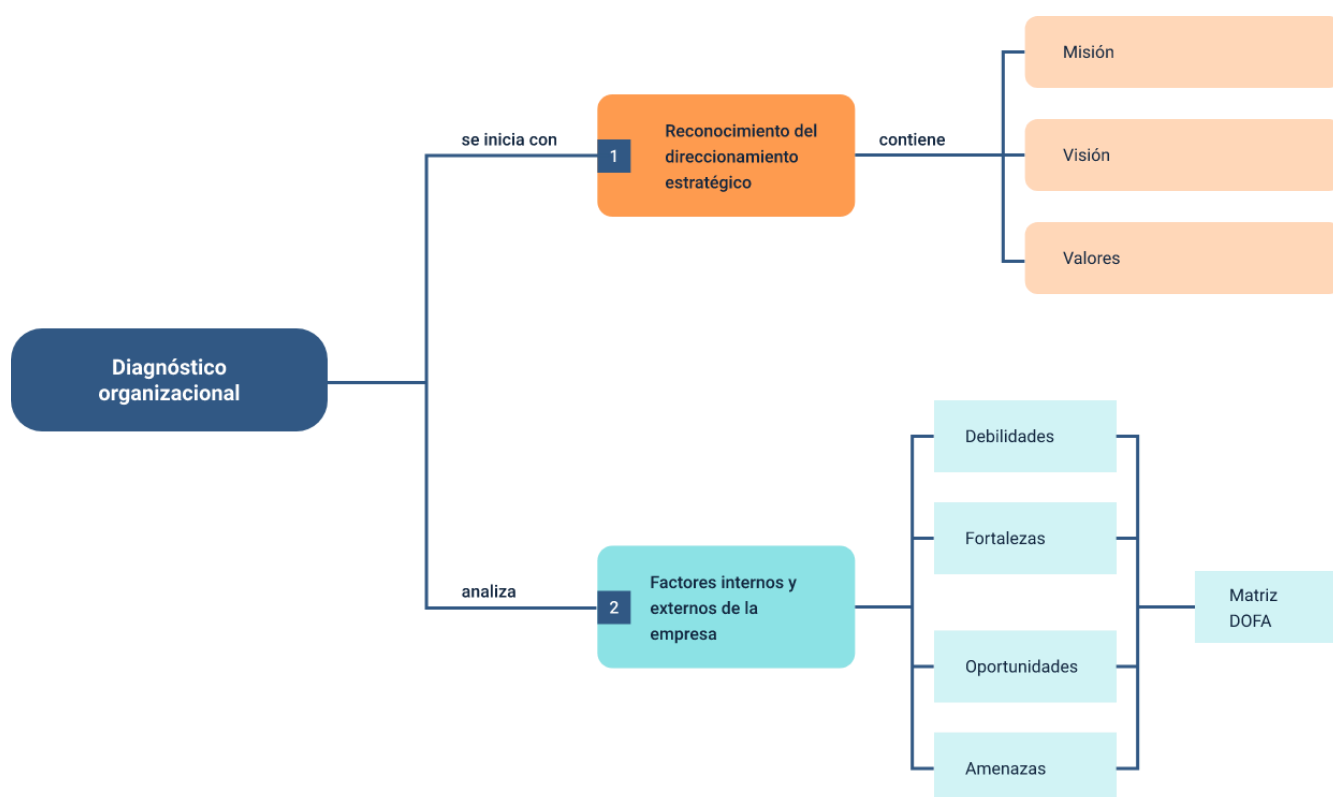 Misión
se inicia con
1
Reconocimiento del
direccionamiento
estratégico
contiene
Visión
Valores
Diagnóstico
organizacional
analiza
2
Factores internos y
externos de la
empresa
Debilidades
Fortalezas
Oportunidades
Amenazas
Matriz
DOFA